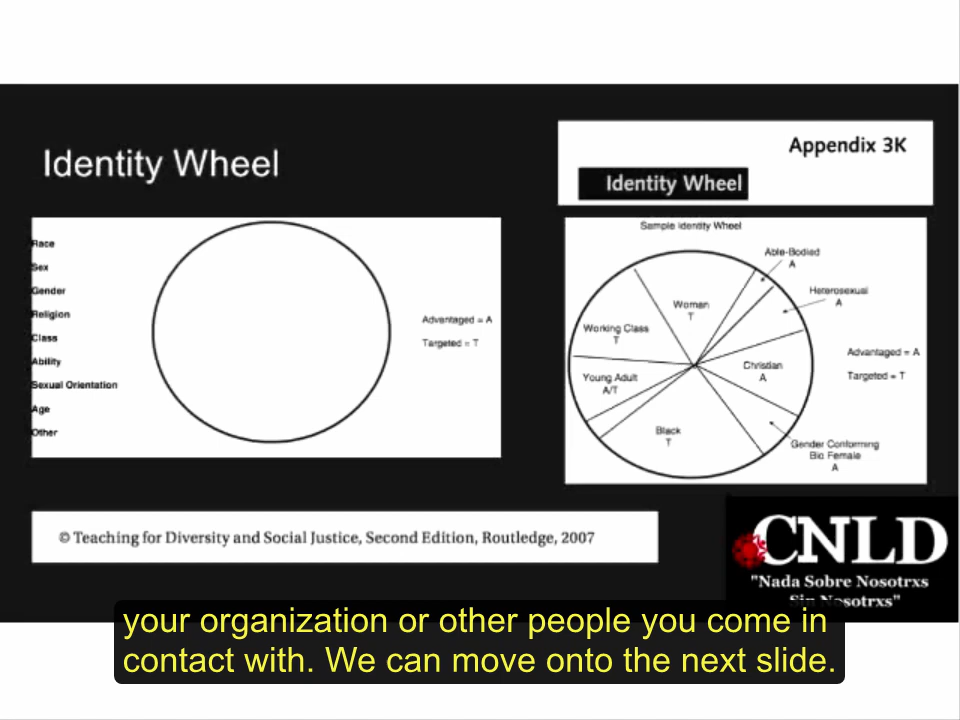 Identity Wheel
Appendix 3K
Identity Wheel
Race
Sex
Gender
Religion
Class
Ability
Sexual Orientation
Age
Other
Advantaged = A
Targeted = T
Sample Identity Wheel
Able-Bodied
A
Heterosexual
A
Woman
T
Working Class
T
Christian
A
Advantaged = A
Targeted = T
Young Adult
A/T
Black
T
Gender Conforming
Bio Female
A
© Teaching for Diversity and Social Justice, Second Edition, Routledge, 2007
CNLD
"Nada Sobre Nosotrxs
Sin Nosotrxs"
your organization or other people you come in
contact with. We can move onto the next slide.